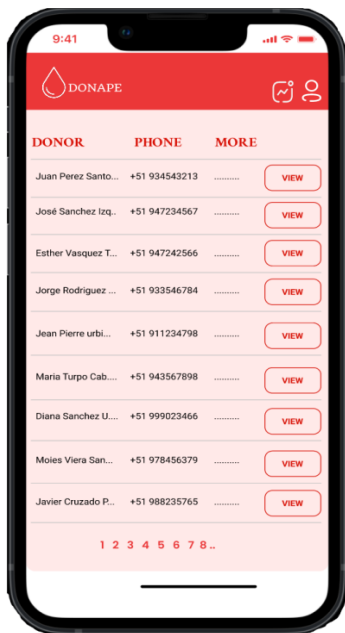 9:41
DONAPE
DONOR PHONE MORE
Juan Perez Santo... +51 934543213 .......... VIEW
José Sanchez Izq.. +51 947234567 .......... VIEW
Esther Vasquez T... +51 947242566 .......... VIEW
Jorge Rodriguez ... +51 933546784 .......... VIEW
Jean Pierre urbi... +51 911234798 .......... VIEW
Maria Turpo Cab.... +51 943567898 .......... VIEW
Diana Sanchez U.... +51 999023466 .......... VIEW
Moies Viera San... +51 978456379 .......... VIEW
Javier Cruzado P... +51 988235765 .......... VIEW
1 2 3 4 5 6 7 8..